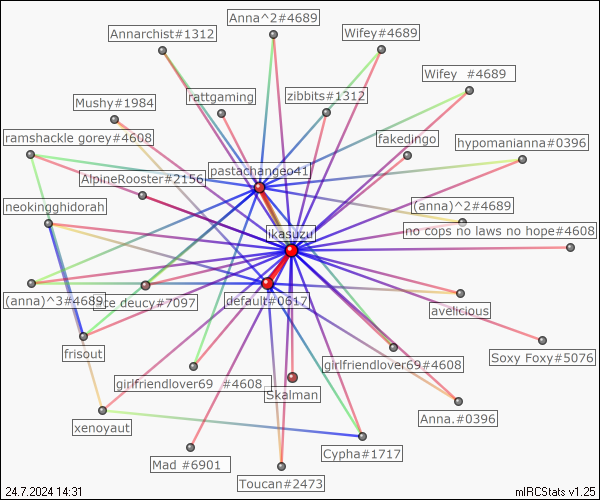 Anna^2#4689
Annarchist#1312
Wifey#4689
Wifey #4689
Mushy#1984
rattgaming
zibbits#1312
ramshackle gorey#4608
fakedingo
hypomanianna#0396
pastachangeo41
AlpineRooster#2156
neokingghidorah
(anna)^2#4689
ikasuzu
no cops no laws no hope#4608
(anna)^3#4689
ce deucy#7097
default#0617
avelicious
frisout
girlfriendlover69#4608
Soxy Foxy#5076
girlfriendlover69 #4608
Skalman
Anna.#0396
xenoyaut
Cypha#1717
Mad #6901
Toucan#2473
24.7.2024 14:31
mIRCStats v1.25